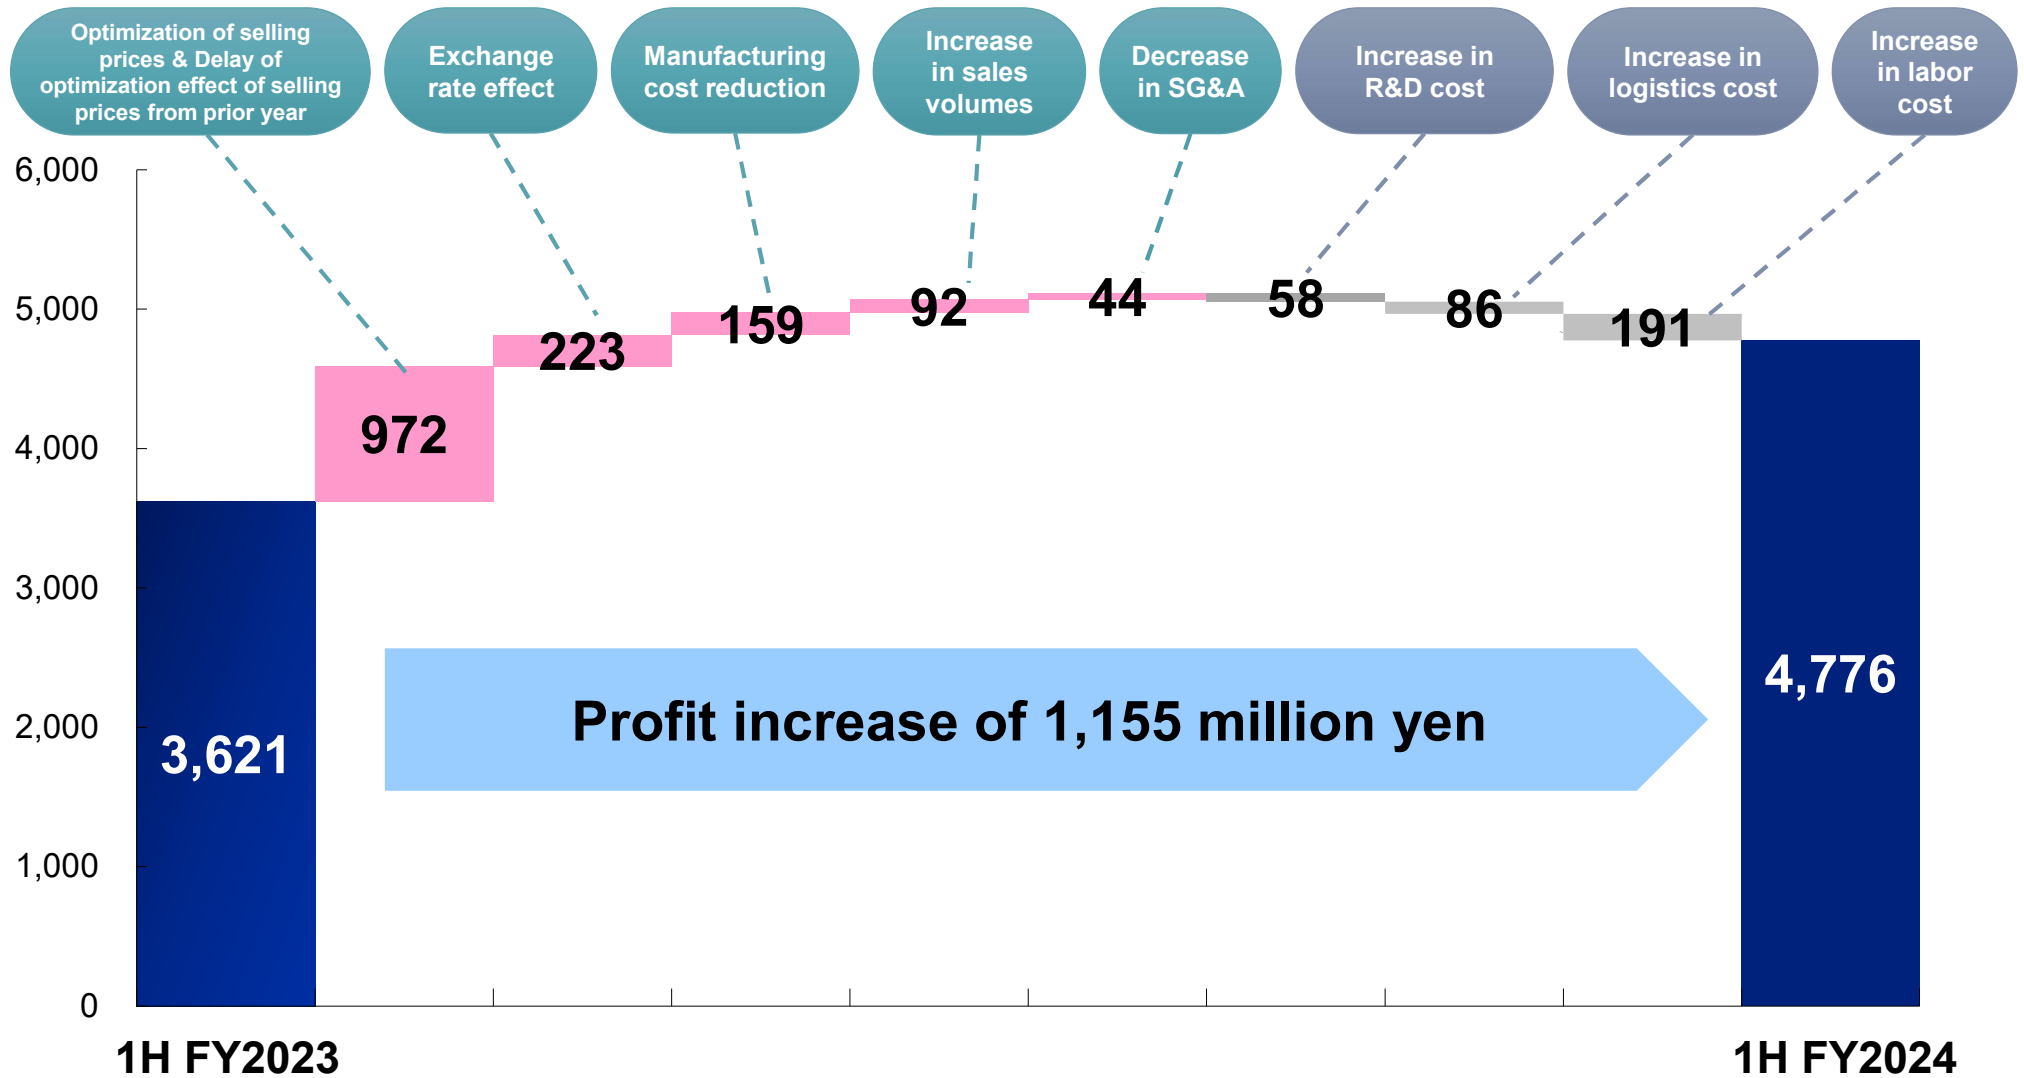 Optimization of selling
prices & Delay of
optimization effect of selling
prices from prior year
Exchange
rate effect
Manufacturing
cost reduction
Increase
in sales
volumes
Decrease
in SG&A
Increase in
R&D cost
Increase in
logistics cost
Increase
in labor
cost
6,000
5,000
4,000
3,000
2,000
1,000
0
3,621
972
223
159
92
44
58
86
191
4,776
Profit increase of 1,155 million yen
1H FY2023
1H FY2024